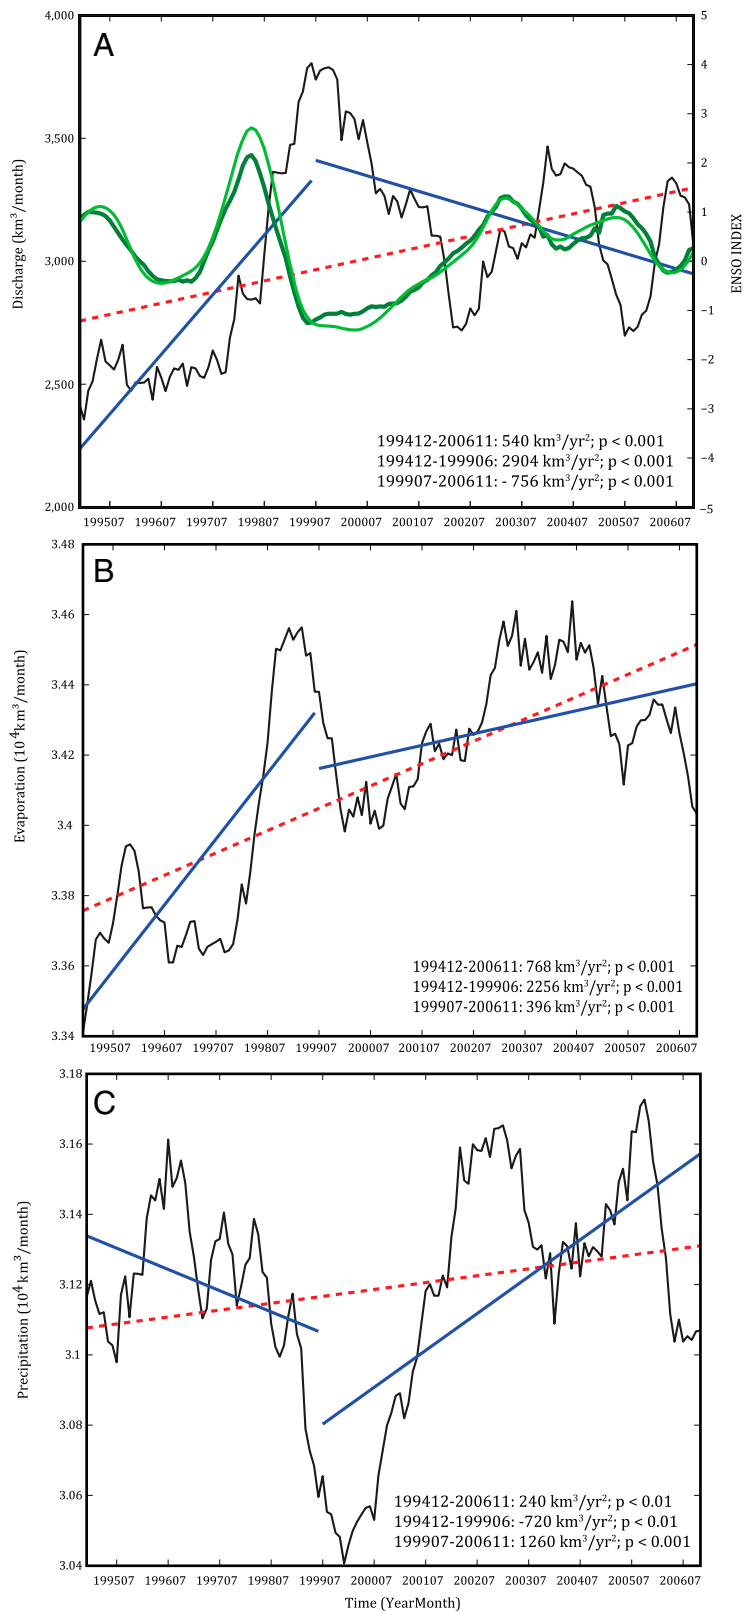 A
4,000
3,500
3,000
2,500
2,000
Discharge (km³/month)
5
4
3
2
1
0
−1
−2
−3
−4
−5
ENSO INDEX
199412-200611: 540 km³/yr²; p < 0.001
199412-199906: 2904 km³/yr²; p < 0.001
199907-200611: - 756 km³/yr²; p < 0.001
199507 199607 199707 199807 199907 200007 200107 200207 200307 200407 200507 200607
B
3.48
3.46
3.44
3.42
3.4
3.38
3.36
3.34
Evaporation (10⁴km³/month)
199412-200611: 768 km³/yr²; p < 0.001
199412-199906: 2256 km³/yr²; p < 0.001
199907-200611: 396 km³/yr²; p < 0.001
199507 199607 199707 199807 199907 200007 200107 200207 200307 200407 200507 200607
C
3.18
3.16
3.14
3.12
3.1
3.08
3.06
3.04
Precipitation (10⁴km³/month)
199412-200611: 240 km³/yr²; p < 0.01
199412-199906: -720 km³/yr²; p < 0.01
199907-200611: 1260 km³/yr²; p < 0.001
199507 199607 199707 199807 199907 200007 200107 200207 200307 200407 200507 200607
Time (YearMonth)